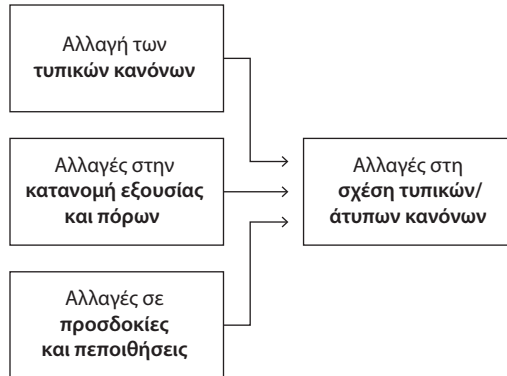 Αλλαγή των
τυπικών κανόνων
Αλλαγές στην
κατανομή εξουσίας
και πόρων
Αλλαγές σε
προσδοκίες
και πεποιθήσεις
Αλλαγές στη
σχέση τυπικών/
άτυπων κανόνων